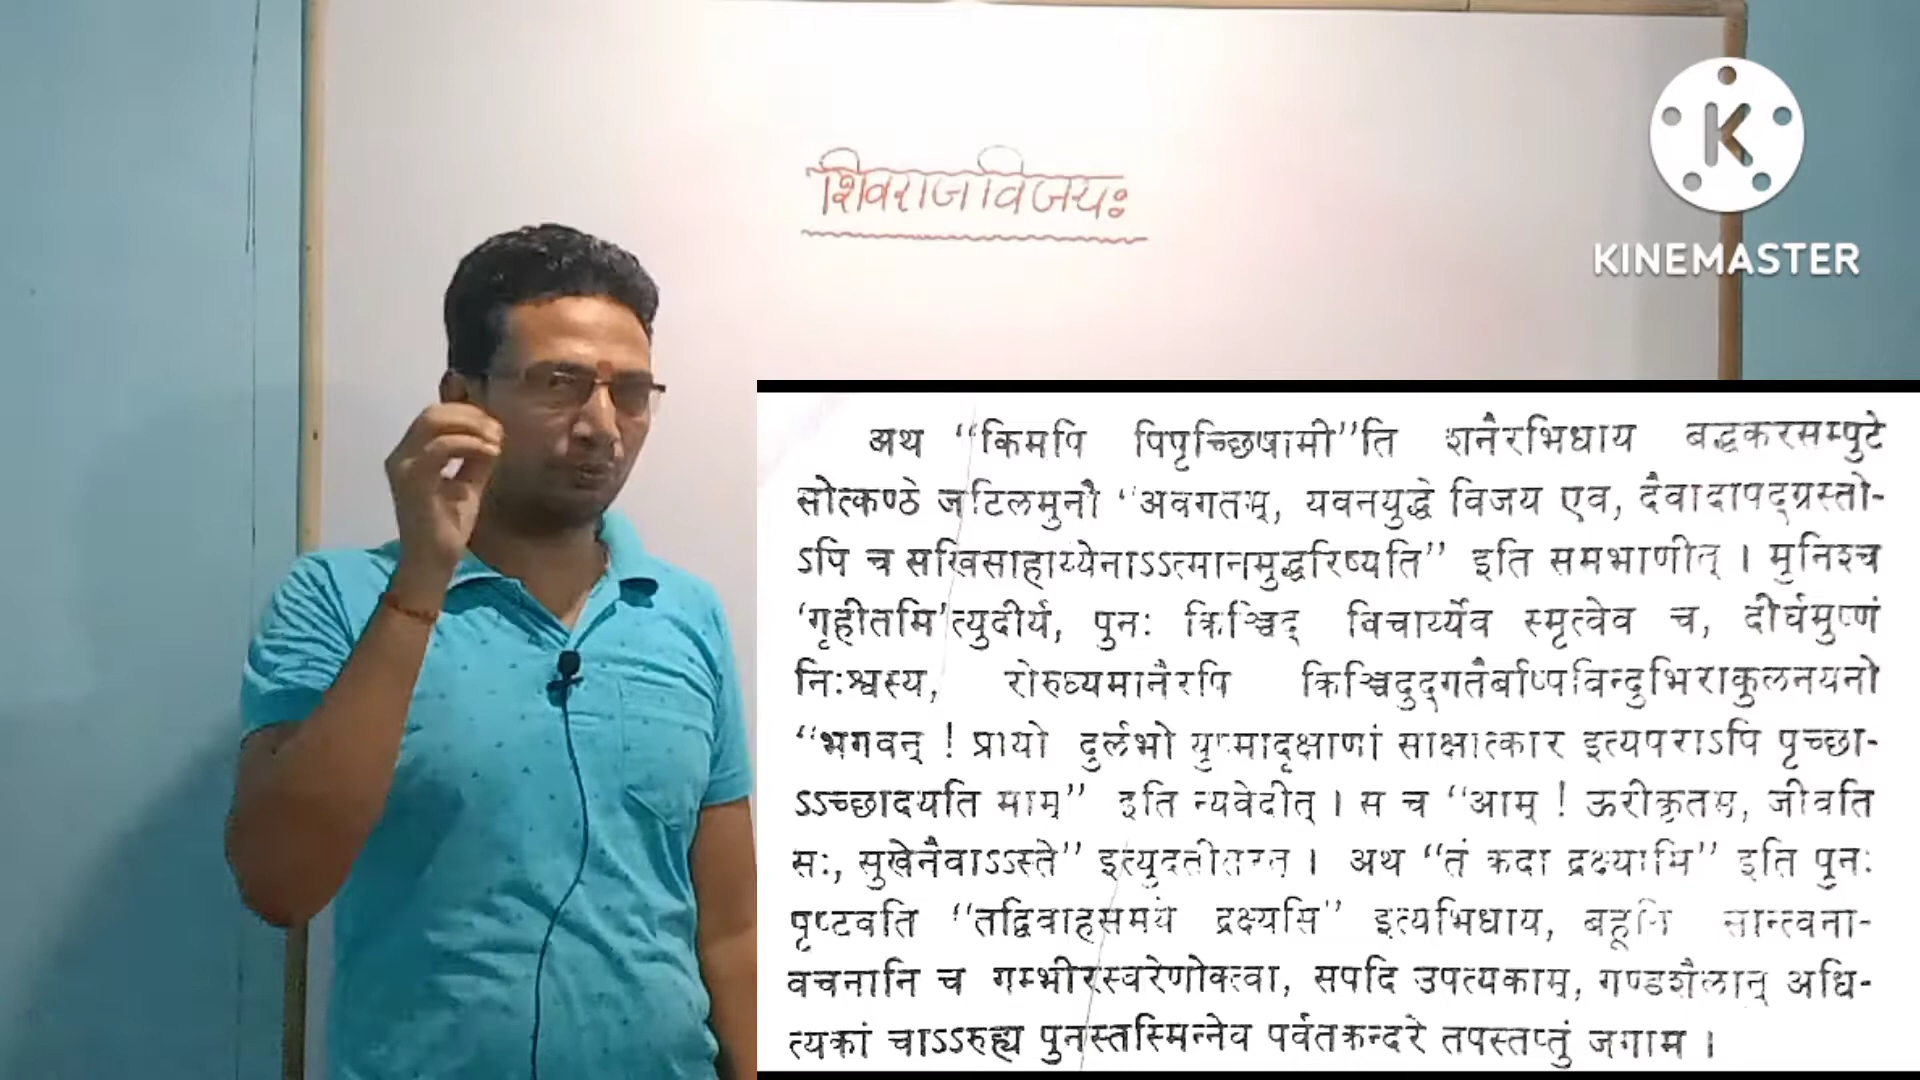 शिवराजविजयः
K
KINEMASTER
अथ “किमपि पिपृच्छिषामी”ति शनैरभिधाय बद्धकरसम्पुटे
सोत्कण्ठे जटिलमुनौ “अवगतम्, यवनयुद्धे विजय एव, दैवादापद्ग्रस्तो-
ऽपि च सखिसाहाय्येनाऽऽत्मानमुद्धरिष्यति” इति समभाणीत् । मुनिश्च
‘गृहीतमि’त्युदीर्य, पुनः किञ्चिद् विचार्य्येव स्मृत्वेव च, दीर्घमुष्णं
निःश्वस्य, रोरुध्यमानैरपि किञ्चिदुद्गतैर्बाष्पविन्दुभिराकुलनयनो
“भगवन् ! प्रायो दुर्लभो युष्मादृक्षाणां साक्षात्कार इत्यपराऽपि पृच्छा-
ऽऽच्छादयति माम्” इति न्यवेदीत् । स च “आम् ! ऊरीकृतम्, जीवति
सः, सुखेनैवाऽऽस्ते” इत्युदतीतरत् । अथ “तं कदा द्रक्ष्यामि” इति पुनः
पृष्टवति “तद्विवाहसमये द्रक्ष्यसि” इत्यभिधाय, बहूनि सान्त्वना-
वचनानि च गम्भीरस्वरेणोक्त्वा, सपदि उपत्यकाम्, गण्डशैलान् अधि-
त्यकां चाऽऽरुह्य पुनस्तस्मिन्नेव पर्वतकन्दरे तपस्तप्तुं जगाम ।